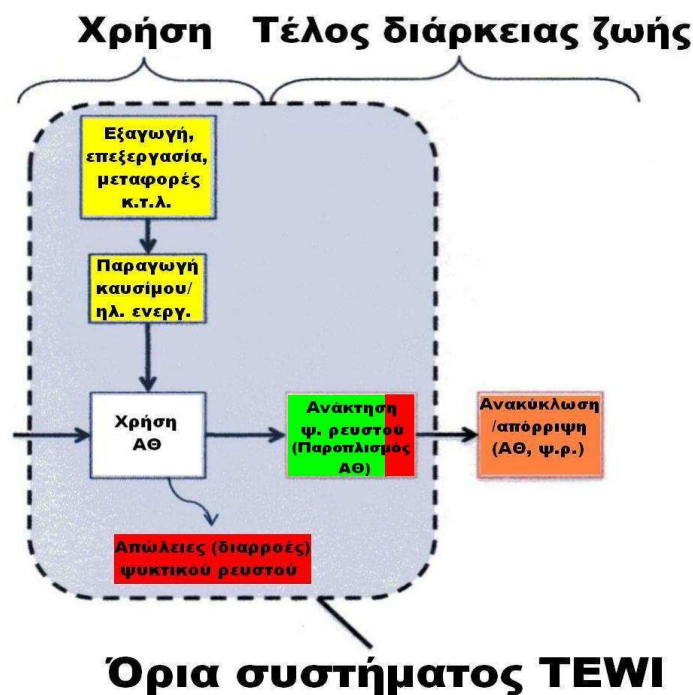 Χρήση Τέλος διάρκειας ζωής
Εξαγωγή,
επεξεργασία,
μεταφορές
κ.τ.λ.
Παραγωγή
καυσίμου/
ηλ. ενεργ.
Χρήση
ΑΘ
Ανάκτηση
ψ. ρευστού
(Παροπλισμός
ΑΘ)
Ανακύκλωση
/απόρριψη
(ΑΘ, ψ.ρ.)
Απώλειες (διαρροές)
ψυκτικού ρευστού
Όρια συστήματος TEWI